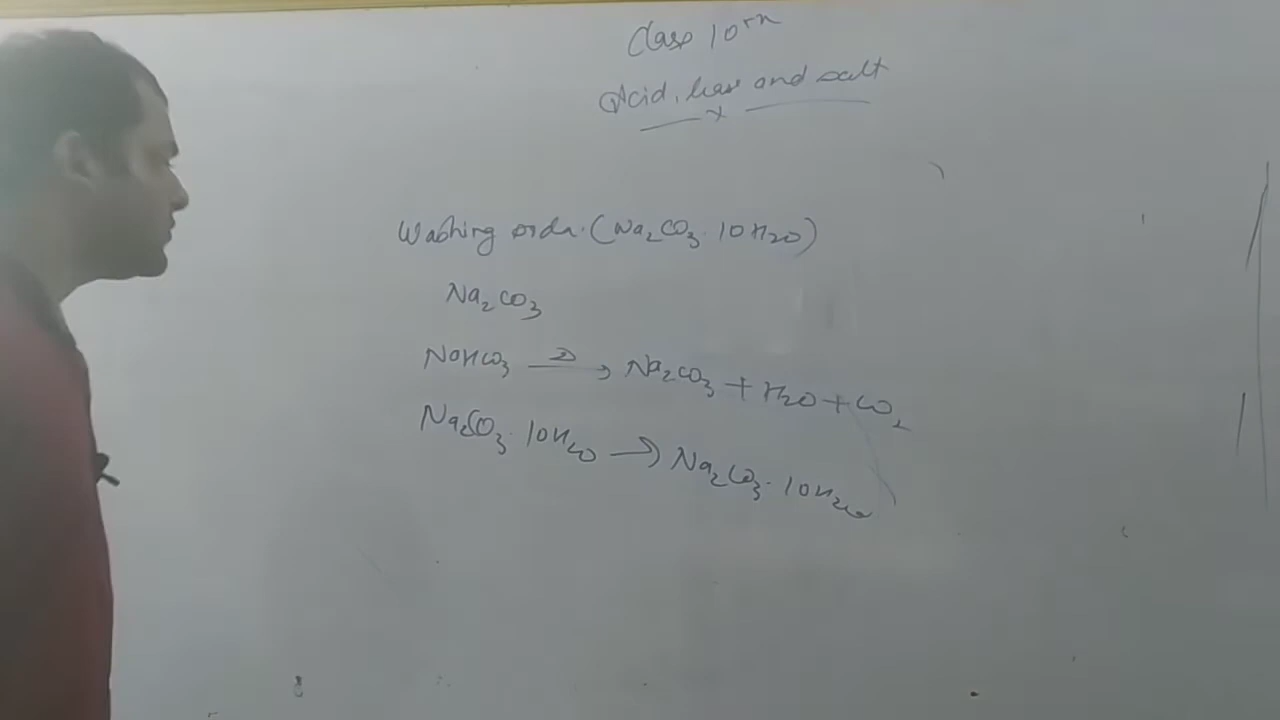 Class 10th
Acid, base and salt
Washing soda. (Na2CO3. 10H2O)
Na2CO3
NaHCO3 Δ→ Na2CO3 + H2O + CO2
Na2CO3. 10H2O → Na2CO3. 10H2O